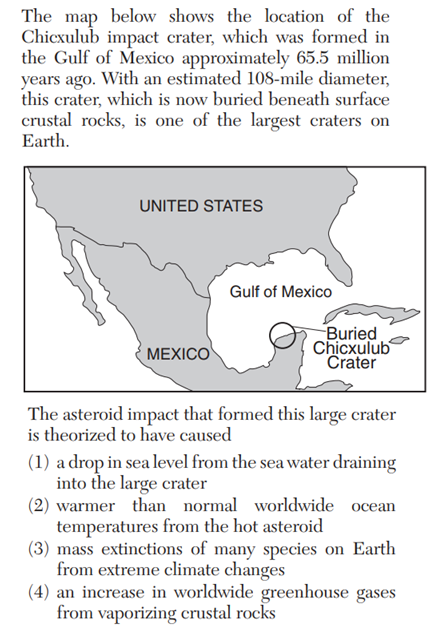 The map below shows the location of the
Chicxulub impact crater, which was formed in
the Gulf of Mexico approximately 65.5 million
years ago. With an estimated 108-mile diameter,
this crater, which is now buried beneath surface
crustal rocks, is one of the largest craters on
Earth.
UNITED STATES
Gulf of Mexico
MEXICO
Buried
Chicxulub
Crater
The asteroid impact that formed this large crater
is theorized to have caused
(1) a drop in sea level from the sea water draining
into the large crater
(2) warmer than normal worldwide ocean
temperatures from the hot asteroid
(3) mass extinctions of many species on Earth
from extreme climate changes
(4) an increase in worldwide greenhouse gases
from vaporizing crustal rocks